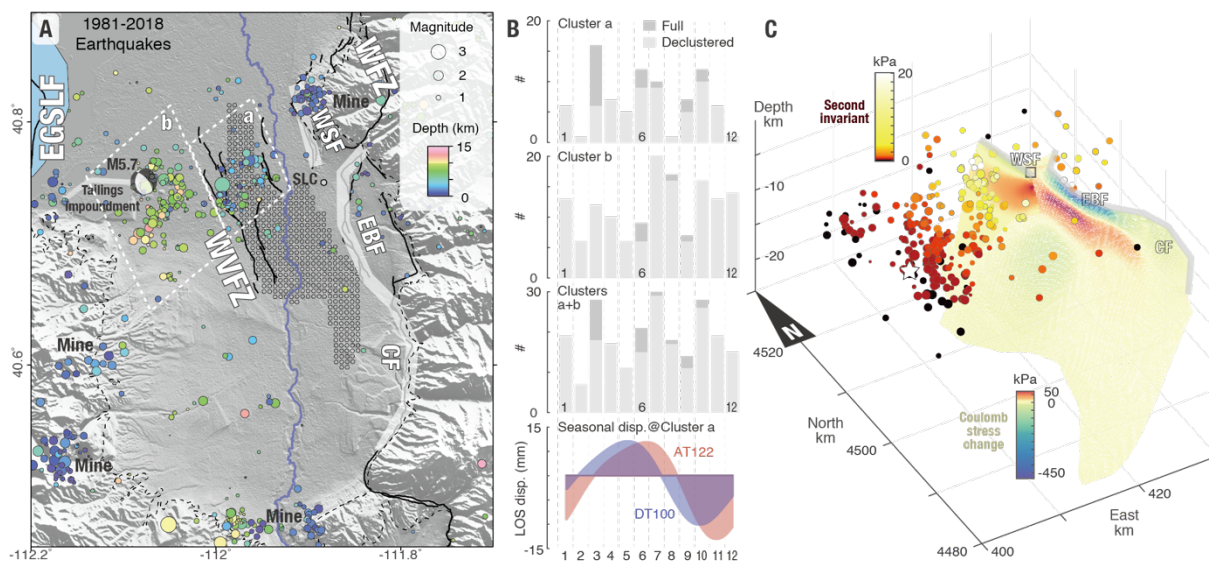 A
1981-2018
Earthquakes
Magnitude
3
2
1
Depth (km)
15
0
EGSLF
WFZ
WSF
Mine
b
a
M5.7
Tailings
Impoundment
SLC
EBF
WVFZ
CF
Mine
Mine
Mine
40.8°
40.6°
-112.2
-112
-111.8
B
Cluster a
Full
Declustered
20
#
0
1
6
12
Cluster b
20
#
0
1
6
12
Clusters
a+b
30
#
0
1
6
12
Seasonal disp.@Cluster a
15
LOS disp. (mm)
-15
AT122
DT100
1 2 3 4 5 6 7 8 9 10 11 12
C
kPa
20
0
Second
invariant
Depth
km
-10
-20
WSF
EBF
CF
N
4520
North
km
4500
4480
400
420
East
km
kPa
50
0
-450
Coulomb
stress
change